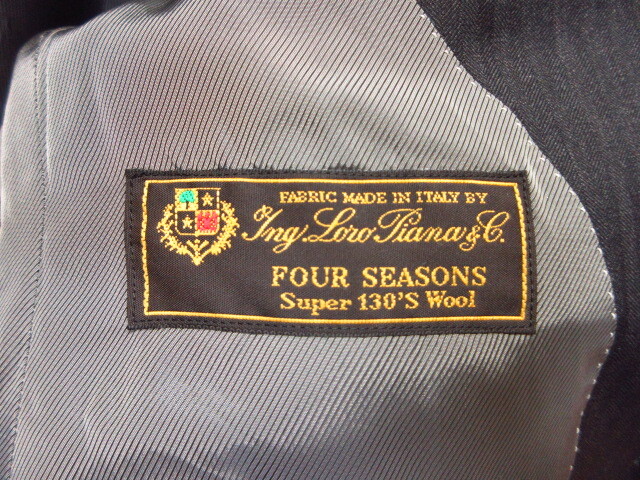 FABRIC MADE IN ITALY BY
Ing. Loro Piana & C.
FOUR SEASONS
Super 130'S Wool